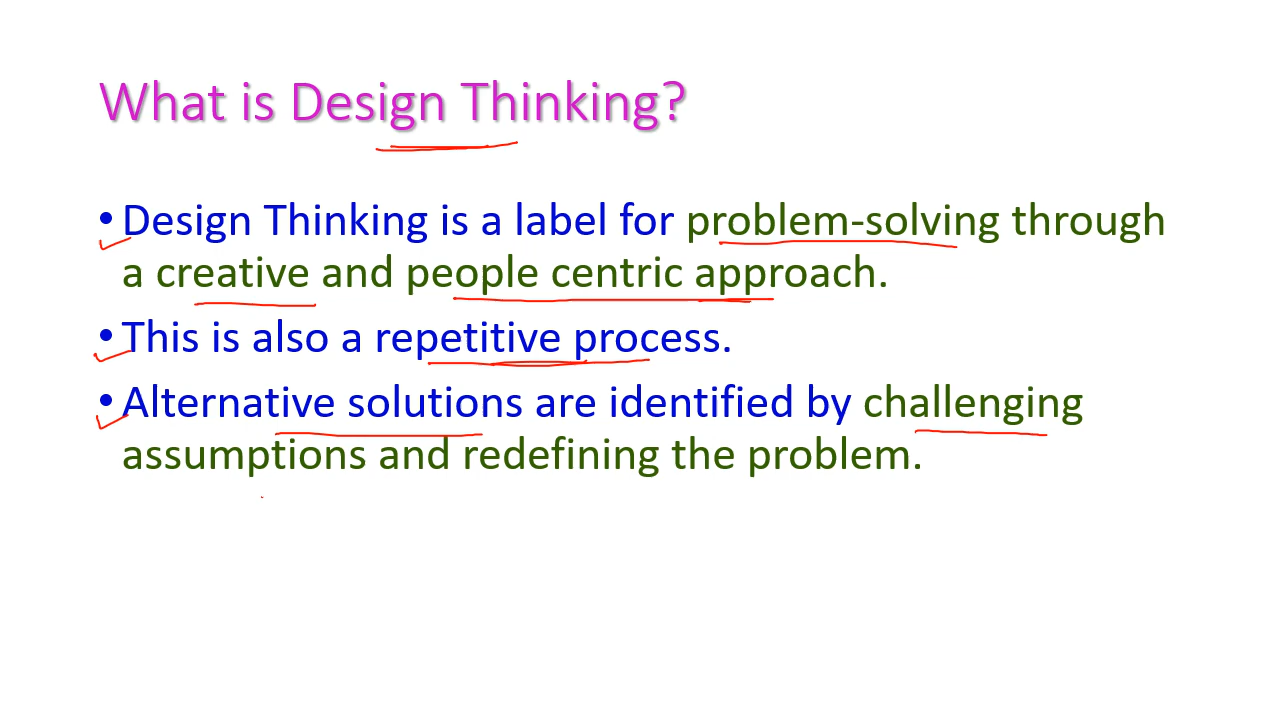 What is Design Thinking?
• Design Thinking is a label for problem-solving through
a creative and people centric approach.
• This is also a repetitive process.
• Alternative solutions are identified by challenging
assumptions and redefining the problem.